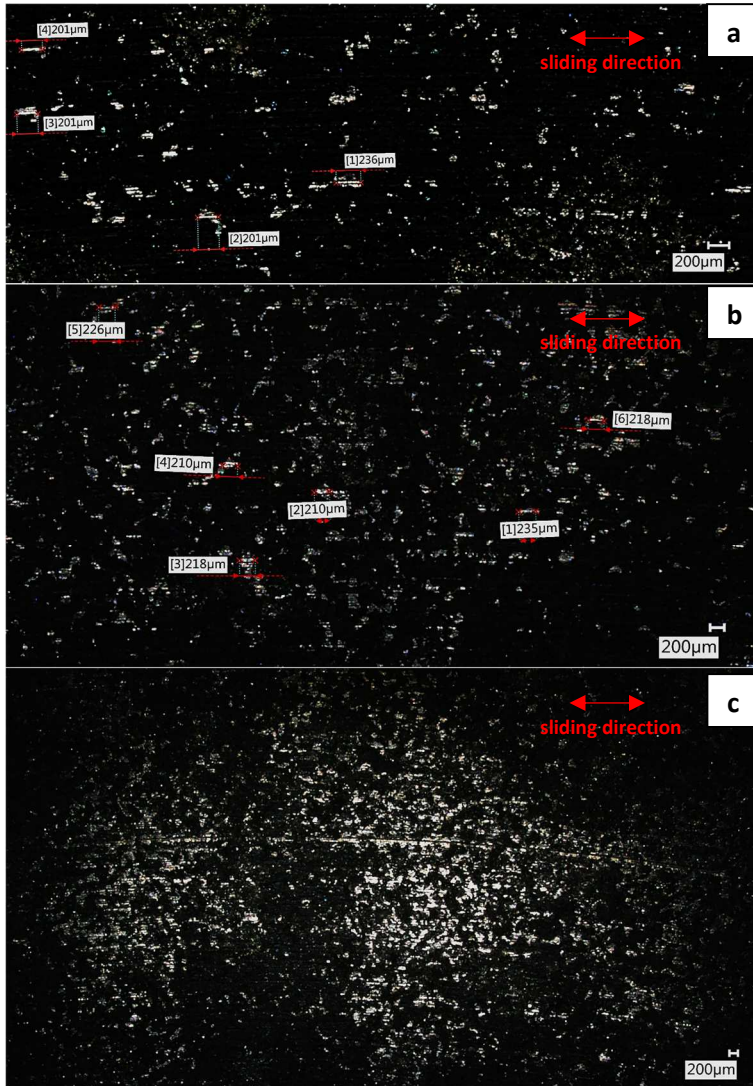 [4]201μm
a
sliding direction
[3]201μm
[1]236μm
[2]201μm
200μm
b
[5]226μm
sliding direction
[6]218μm
[4]210μm
[2]210μm
[1]235μm
[3]218μm
200μm
c
sliding direction
200μm